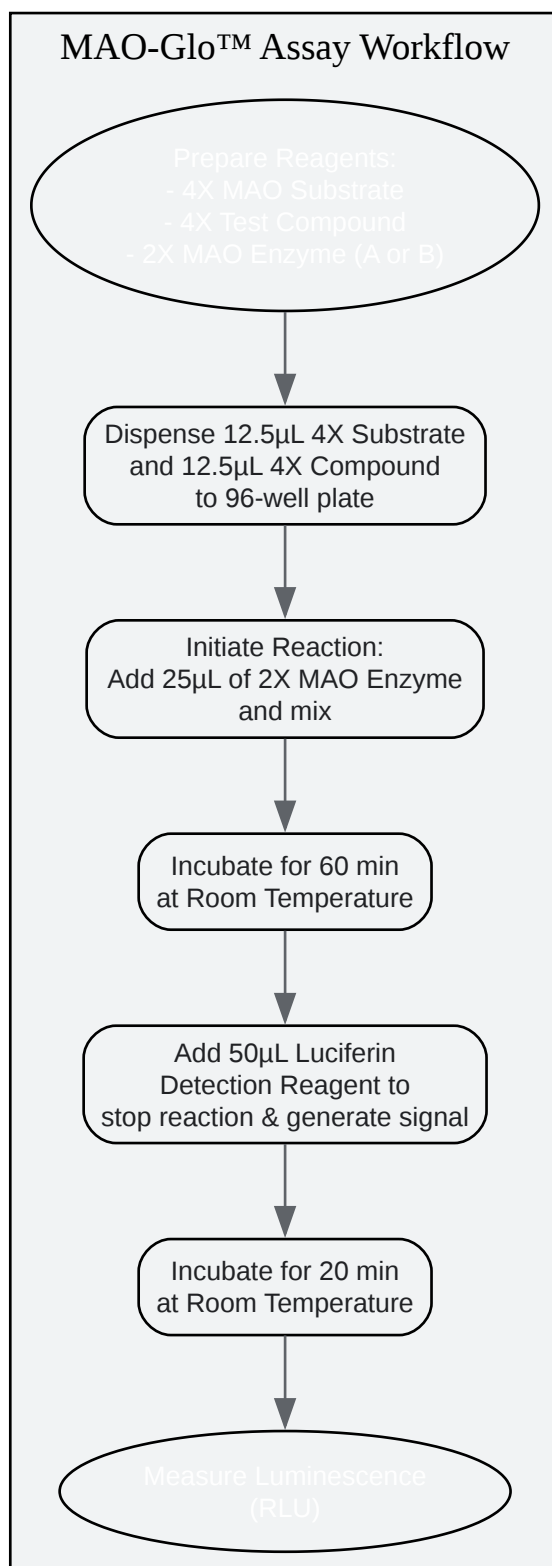 MAO-Glo™ Assay Workflow
Prepare Reagents:
- 4X MAO Substrate
- 4X Test Compound
- 2X MAO Enzyme (A or B)
Dispense 12.5µL 4X Substrate
and 12.5µL 4X Compound
to 96-well plate
Initiate Reaction:
Add 25µL of 2X MAO Enzyme
and mix
Incubate for 60 min
at Room Temperature
Add 50µL Luciferin
Detection Reagent to
stop reaction & generate signal
Incubate for 20 min
at Room Temperature
Measure Luminescence
(RLU)